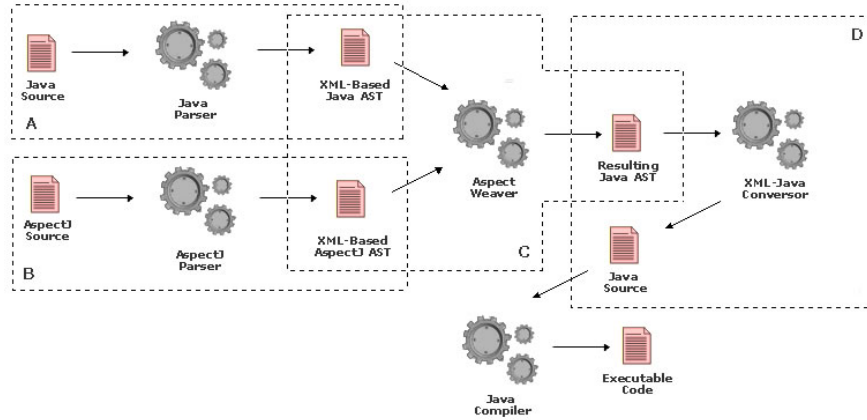 Java
Source
Java
Parser
XML-Based
Java AST
A
D
AspectJ
Source
AspectJ
Parser
XML-Based
AspectJ AST
B
Aspect
Weaver
C
Resulting
Java AST
XML-Java
Conversor
Java
Source
Java
Compiler
Executable
Code